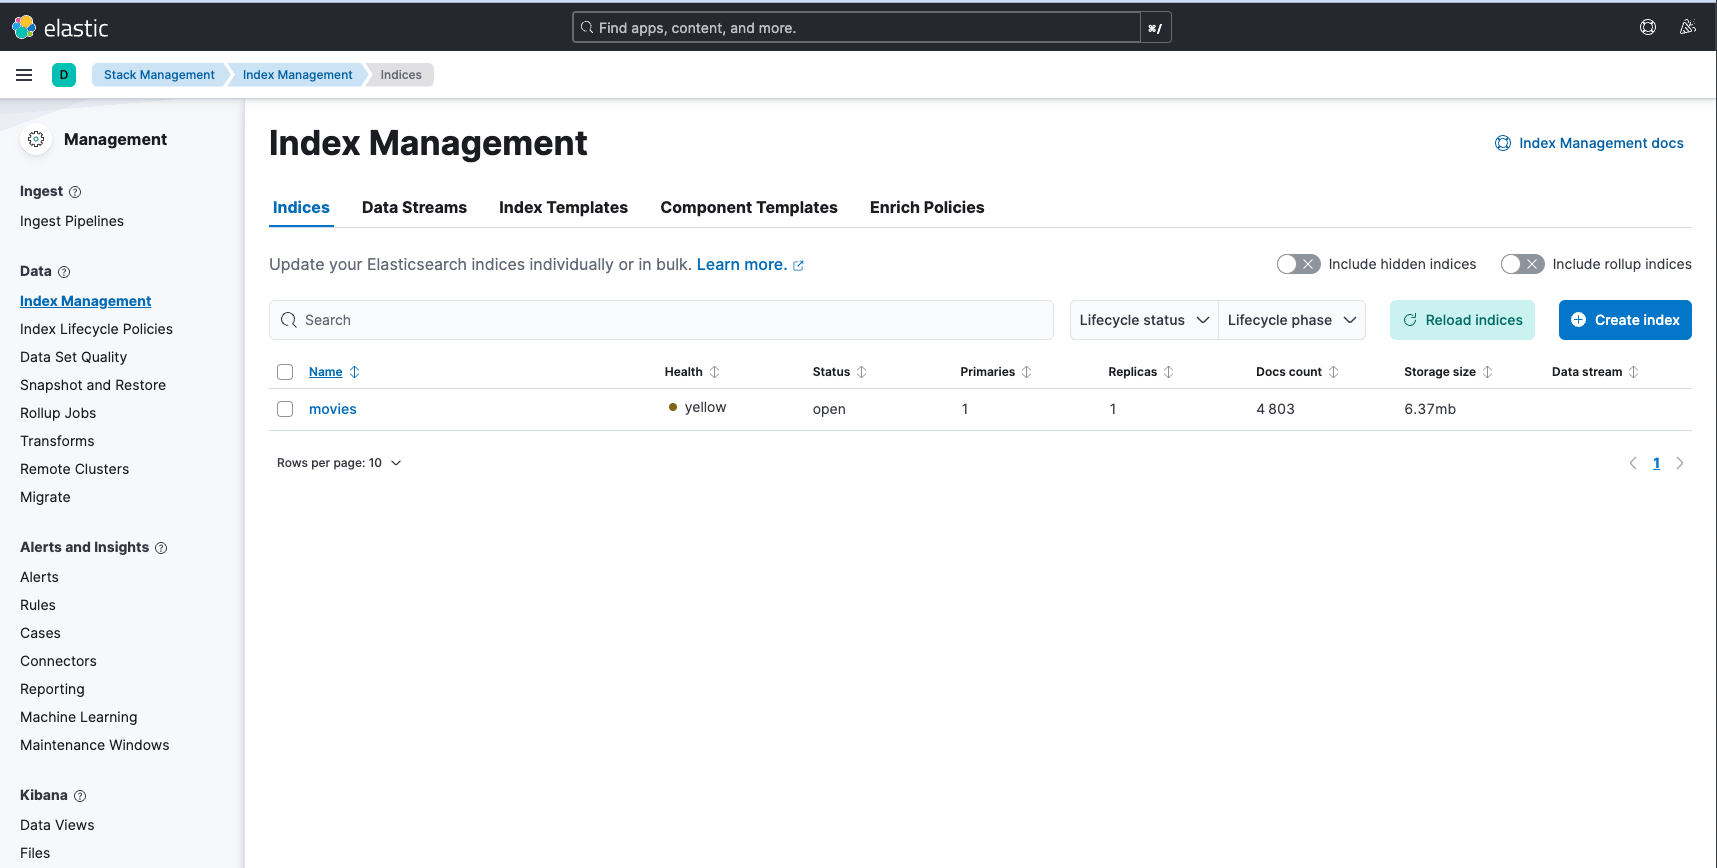 elastic
Find apps, content, and more.
⌘/
D
Stack Management
Index Management
Indices
Management
Ingest
Ingest Pipelines
Data
Index Management
Index Lifecycle Policies
Data Set Quality
Snapshot and Restore
Rollup Jobs
Transforms
Remote Clusters
Migrate
Alerts and Insights
Alerts
Rules
Cases
Connectors
Reporting
Machine Learning
Maintenance Windows
Kibana
Data Views
Files
Index Management
Index Management docs
Indices Data Streams Index Templates Component Templates Enrich Policies
Update your Elasticsearch indices individually or in bulk. Learn more.
Include hidden indices
Include rollup indices
Search
Lifecycle status
Lifecycle phase
Reload indices
Create index
Name Health Status Primaries Replicas Docs count Storage size Data stream
movies yellow open 1 1 4 803 6.37mb
Rows per page: 10
1